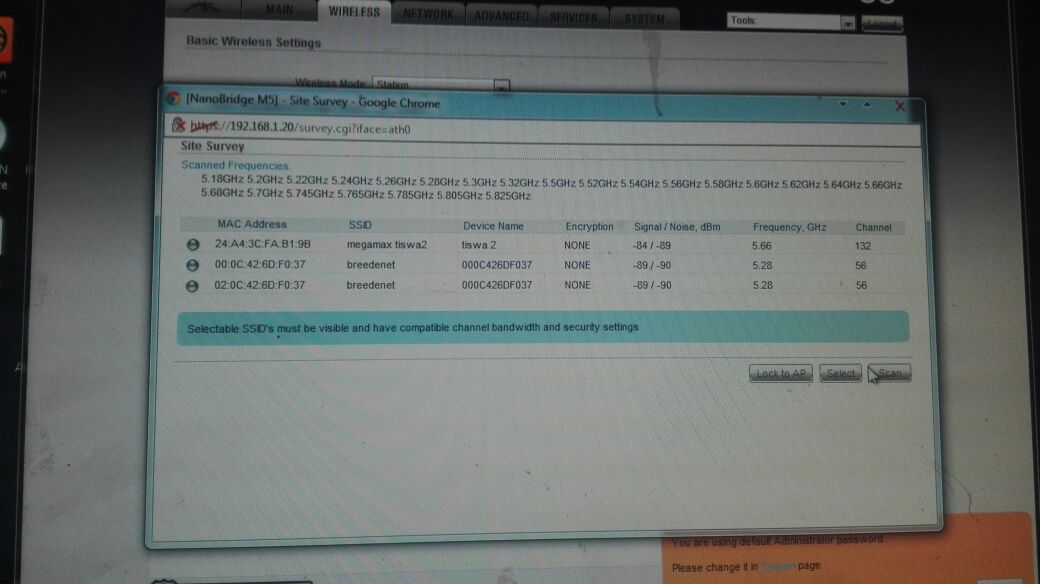 MAIN WIRELESS NETWORK ADVANCED SERVICES SYSTEM Tools: Logout
Basic Wireless Settings
Wireless Mode: Station
[NanoBridge M5] - Site Survey - Google Chrome
https://192.168.1.20/survey.cgi?iface=ath0
Site Survey
Scanned Frequencies:
5.18GHz 5.2GHz 5.22GHz 5.24GHz 5.26GHz 5.28GHz 5.3GHz 5.32GHz 5.5GHz 5.52GHz 5.54GHz 5.56GHz 5.58GHz 5.6GHz 5.62GHz 5.64GHz 5.66GHz
5.68GHz 5.7GHz 5.745GHz 5.765GHz 5.785GHz 5.805GHz 5.825GHz
MAC Address SSID Device Name Encryption Signal / Noise, dBm Frequency, GHz Channel
24:A4:3C:FA:B1:9B megamax tiswa2 tiswa 2 NONE -84 / -89 5.66 132
00:0C:42:6D:F0:37 breedenet 000C426DF037 NONE -89 / -90 5.28 56
02:0C:42:6D:F0:37 breedenet 000C426DF037 NONE -89 / -90 5.28 56
Selectable SSID's must be visible and have compatible channel bandwidth and security settings
Lock to AP Select Scan
You are using default Administrator password.
Please change it in System page.